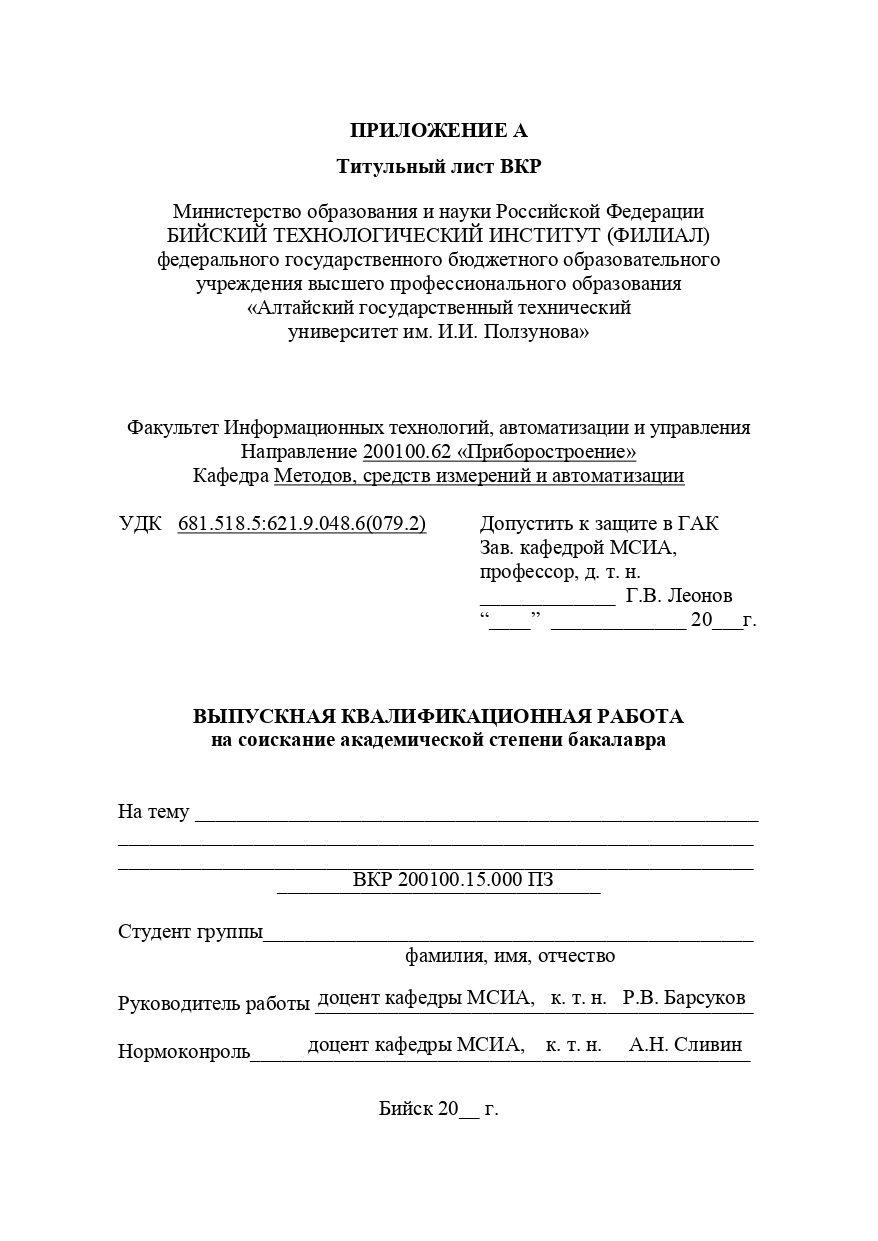 ПРИЛОЖЕНИЕ А
Титульный лист ВКР
Министерство образования и науки Российской Федерации
БИЙСКИЙ ТЕХНОЛОГИЧЕСКИЙ ИНСТИТУТ (ФИЛИАЛ)
федерального государственного бюджетного образовательного
учреждения высшего профессионального образования
«Алтайский государственный технический
университет им. И.И. Ползунова»
Факультет Информационных технологий, автоматизации и управления
Направление 200100.62 «Приборостроение»
Кафедра Методов, средств измерений и автоматизации
УДК 681.518.5:621.9.048.6(079.2)
Допустить к защите в ГАК
Зав. кафедрой МСИА,
профессор, д. т. н.
_____________ Г.В. Леонов
“____” _____________ 20___г.
ВЫПУСКНАЯ КВАЛИФИКАЦИОННАЯ РАБОТА
на соискание академической степени бакалавра
На тему ______________________________________________________
_____________________________________________________________
_____________________________________________________________
ВКР 200100.15.000 ПЗ
Студент группы_______________________________________________
фамилия, имя, отчество
Руководитель работы доцент кафедры МСИА, к. т. н. Р.В. Барсуков
Нормоконроль доцент кафедры МСИА, к. т. н. А.Н. Сливин
Бийск 20__ г.